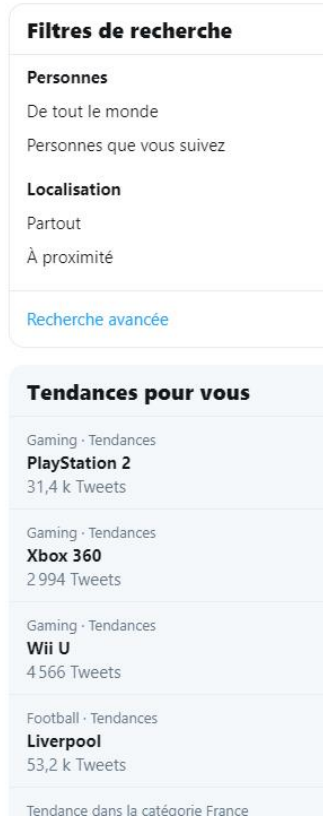 Filtres de recherche
Personnes
De tout le monde
Personnes que vous suivez
Localisation
Partout
À proximité
Recherche avancée
Tendances pour vous
Gaming · Tendances
PlayStation 2
31,4 k Tweets
Gaming · Tendances
Xbox 360
2 994 Tweets
Gaming · Tendances
Wii U
4 566 Tweets
Football · Tendances
Liverpool
53,2 k Tweets
Tendance dans la catégorie France